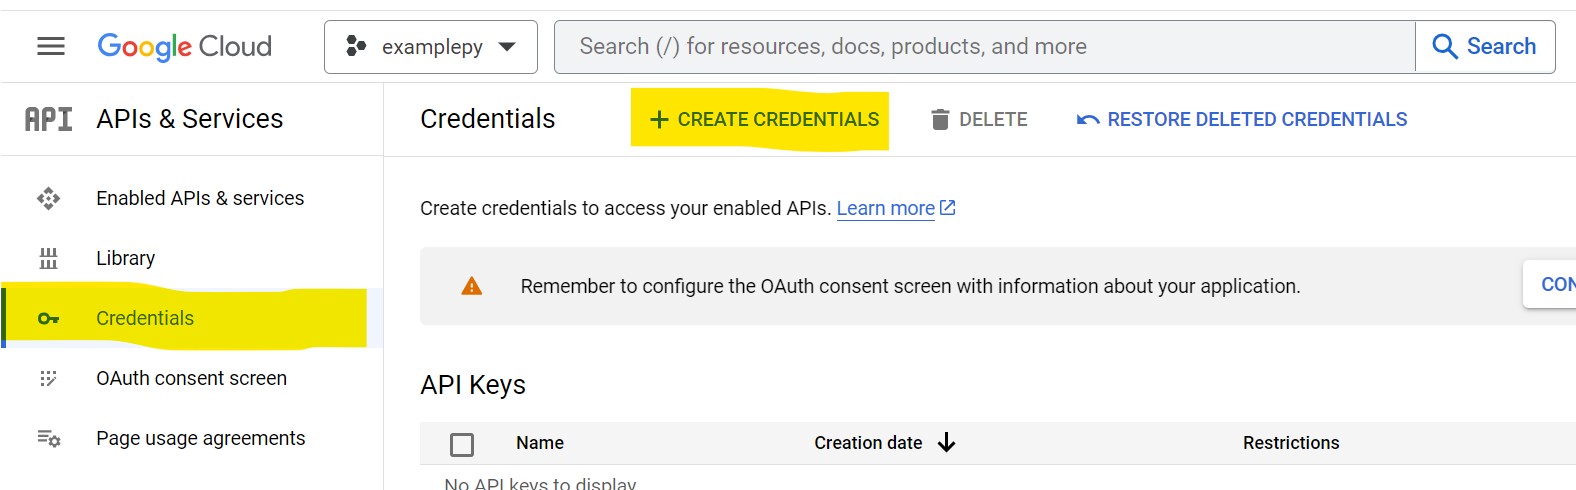 Google Cloud
examplepy
Search (/) for resources, docs, products, and more
Search
API APIs & Services
Credentials
+ CREATE CREDENTIALS
DELETE
RESTORE DELETED CREDENTIALS
Enabled APIs & services
Library
Credentials
OAuth consent screen
Page usage agreements
Create credentials to access your enabled APIs. Learn more
Remember to configure the OAuth consent screen with information about your application.
CON
API Keys
Name Creation date Restrictions
No API keys to display